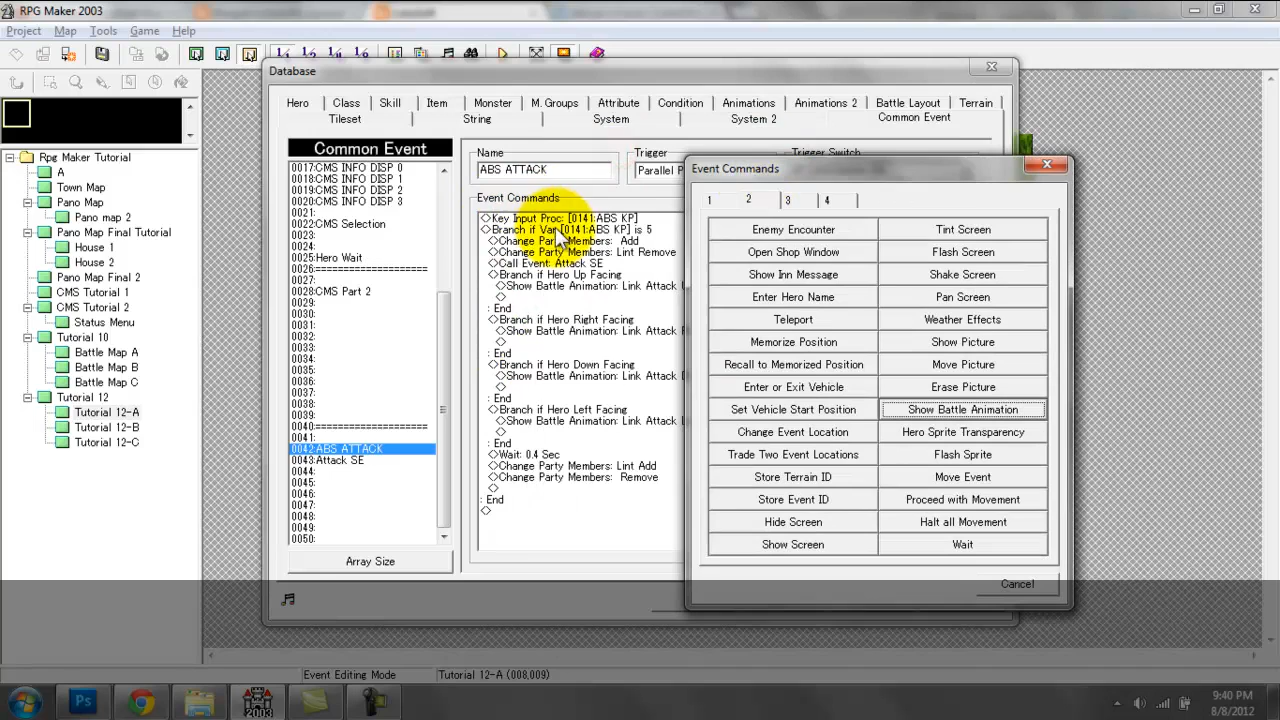 RPG Maker 2003
Project Map Tools Game Help
Database
Hero Class Skill Item Monster M. Groups Attribute Condition Animations Animations 2 Battle Layout Terrain
Tileset String System System 2 Common Event
Common Event
0017:CMS INFO DISP 0
0018:CMS INFO DISP 1
0019:CMS INFO DISP 2
0020:CMS INFO DISP 3
0021:
0022:CMS Selection
0023:
0024:
0025:Hero Wait
0026:====================
0027:
0028:CMS Part 2
0029:
0030:
0031:
0032:
0033:
0034:
0035:
0036:
0037:
0038:
0039:
0040:====================
0041:
0042:ABS ATTACK
0043:Attack SE
0044:
0045:
0046:
0047:
0048:
0049:
0050:
Array Size
Name
ABS ATTACK
Trigger
Parallel P
Trigger Switch
Event Commands
◇Key Input Proc: [0141:ABS KP]
◇Branch if Var [0141:ABS KP] is 5
◇Change Party Members: Add
◇Change Party Members: Lint Remove
◇Call Event: Attack SE
◇Branch if Hero Up Facing
◇Show Battle Animation: Link Attack
◇
: End
◇Branch if Hero Right Facing
◇Show Battle Animation: Link Attack
◇
: End
◇Branch if Hero Down Facing
◇Show Battle Animation: Link Attack
◇
: End
◇Branch if Hero Left Facing
◇Show Battle Animation: Link Attack
◇
: End
◇Wait: 0.4 Sec
◇Change Party Members: Lint Add
◇Change Party Members: Remove
◇
: End
◇
Event Commands
1 2 3 4
Enemy Encounter Tint Screen
Open Shop Window Flash Screen
Show Inn Message Shake Screen
Enter Hero Name Pan Screen
Teleport Weather Effects
Memorize Position Show Picture
Recall to Memorized Position Move Picture
Enter or Exit Vehicle Erase Picture
Set Vehicle Start Position Show Battle Animation
Change Event Location Hero Sprite Transparency
Trade Two Event Locations Flash Sprite
Store Terrain ID Move Event
Store Event ID Proceed with Movement
Hide Screen Halt all Movement
Show Screen Wait
Cancel
Rpg Maker Tutorial
A
Town Map
Pano Map
Pano map 2
Pano Map Final Tutorial
House 1
House 2
Pano Map Final 2
CMS Tutorial 1
CMS Tutorial 2
Status Menu
Tutorial 10
Battle Map A
Battle Map B
Battle Map C
Tutorial 12
Tutorial 12-A
Tutorial 12-B
Tutorial 12-C
Event Editing Mode Tutorial 12-A (008,009)
Ps
2003
9:40 PM
8/8/2012